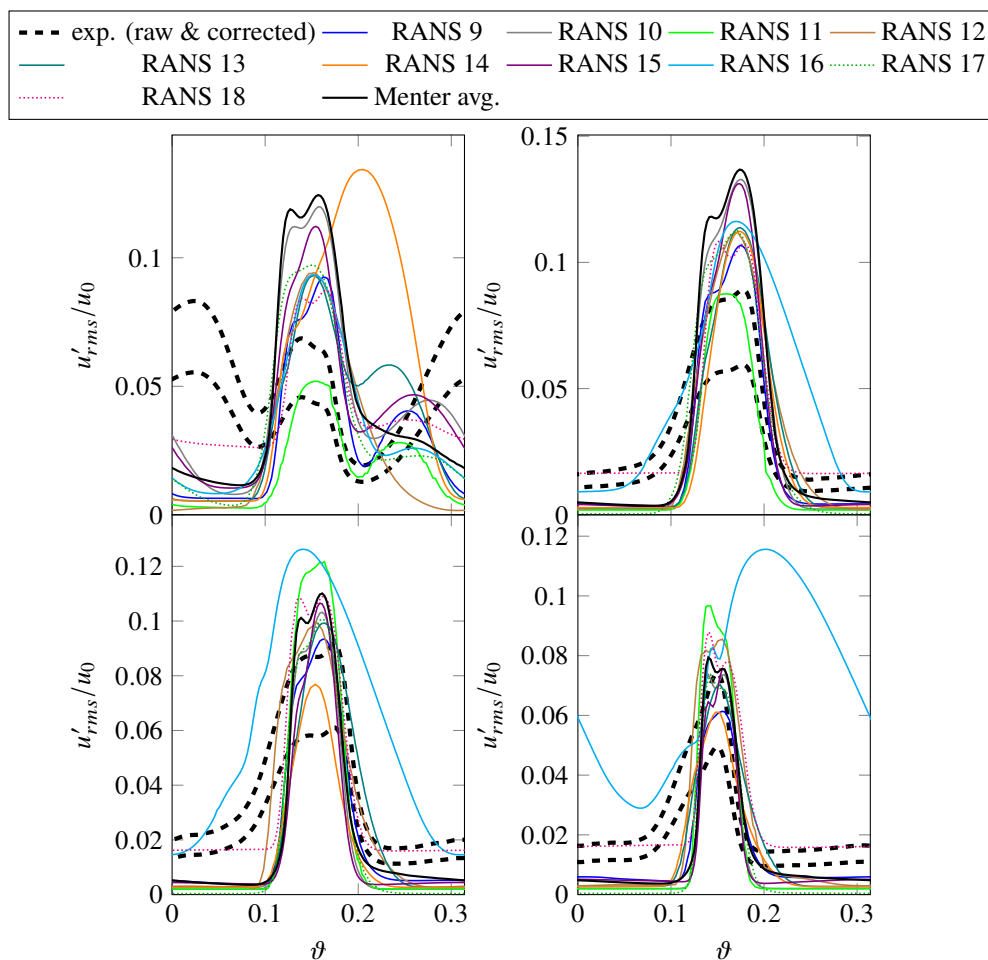 exp. (raw & corrected) RANS 9 RANS 10 RANS 11 RANS 12
RANS 13 RANS 14 RANS 15 RANS 16 RANS 17
RANS 18 Menter avg.
0.1
0.05
0
u′rms/u0
0.15
0.1
0.05
0
u′rms/u0
0.12
0.1
0.08
0.06
0.04
0.02
0
u′rms/u0
0 0.1 0.2 0.3
ϑ
0.12
0.1
0.08
0.06
0.04
0.02
0
u′rms/u0
0 0.1 0.2 0.3
ϑ